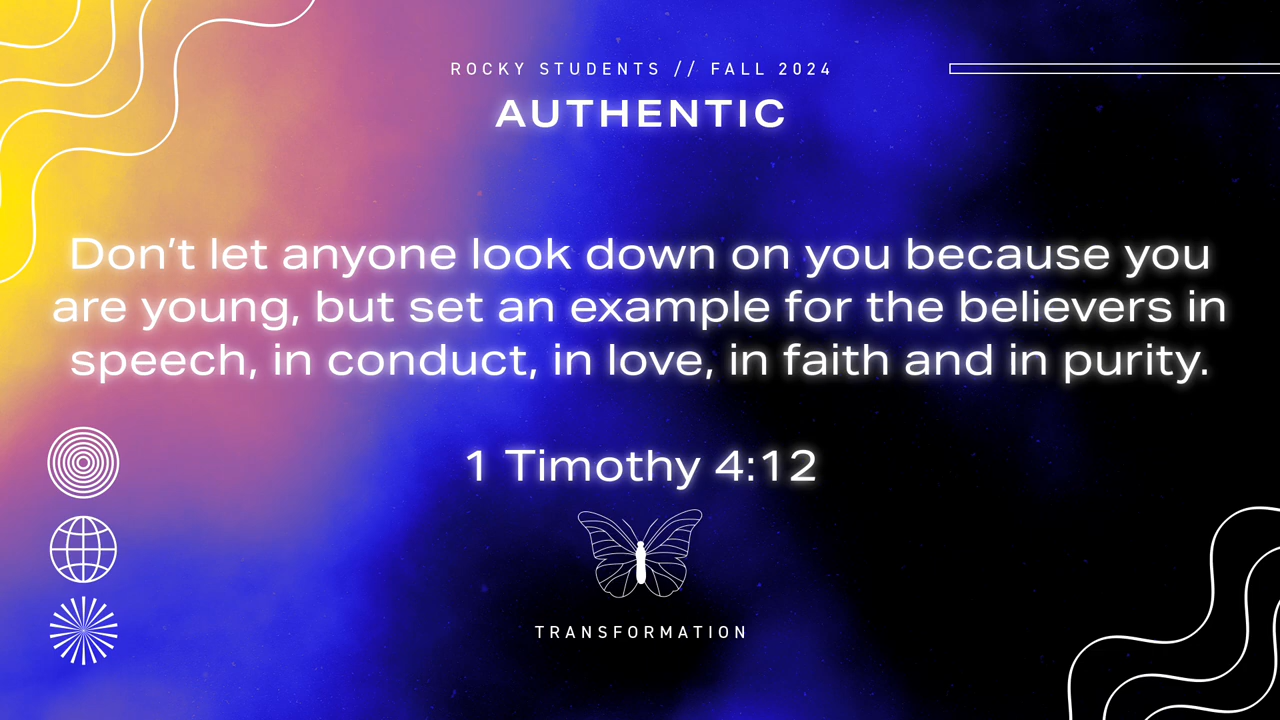 ROCKY STUDENTS // FALL 2024
AUTHENTIC
Don't let anyone look down on you because you
are young, but set an example for the believers in
speech, in conduct, in love, in faith and in purity.
1 Timothy 4:12
TRANSFORMATION